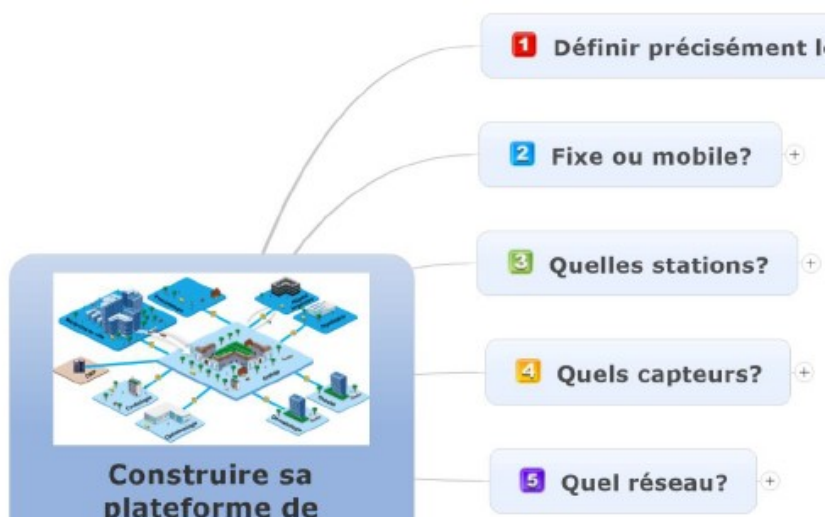 1 Définir précisément l
2 Fixe ou mobile?
3 Quelles stations?
4 Quels capteurs?
5 Quel réseau?
Construire sa
plateforme de